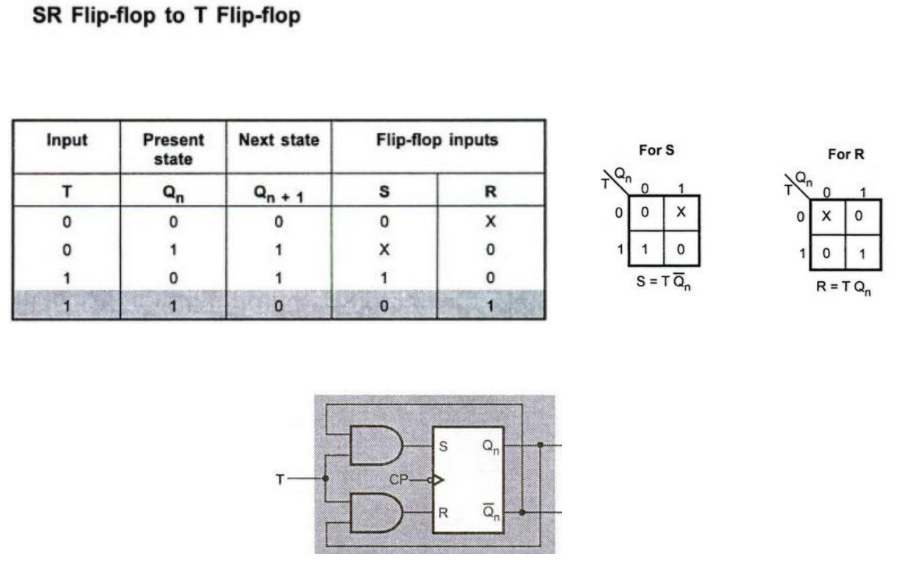 SR Flip-flop to T Flip-flop
Input Present state Next state Flip-flop inputs
T Qn Qn + 1 S R
0 0 0 0 X
0 1 1 X 0
1 0 1 1 0
1 1 0 0 1
For S
T Qn 0 1
0 0 X
1 1 0
S = T Q̅n
For R
T Qn 0 1
0 X 0
1 0 1
R = T Qn
S Qn
T CP
R Q̅n